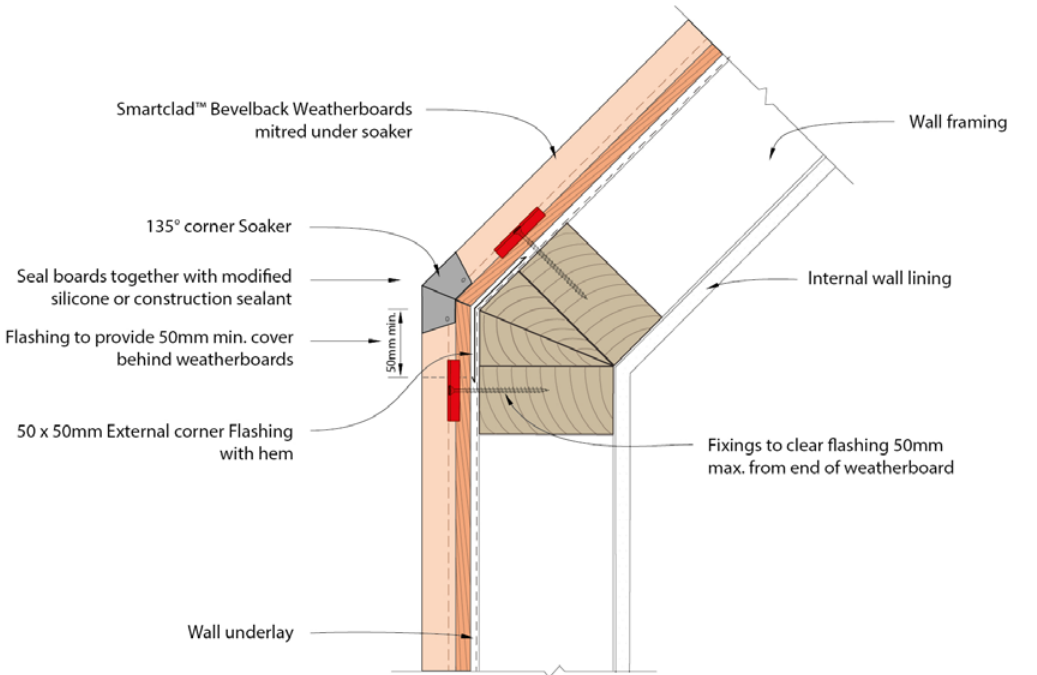 Smartclad™ Bevelback Weatherboards
mitred under soaker
Wall framing
135° corner Soaker
Seal boards together with modified
silicone or construction sealant
Internal wall lining
Flashing to provide 50mm min. cover
behind weatherboards
50mm min.
50 x 50mm External corner Flashing
with hem
Fixings to clear flashing 50mm
max. from end of weatherboard
Wall underlay